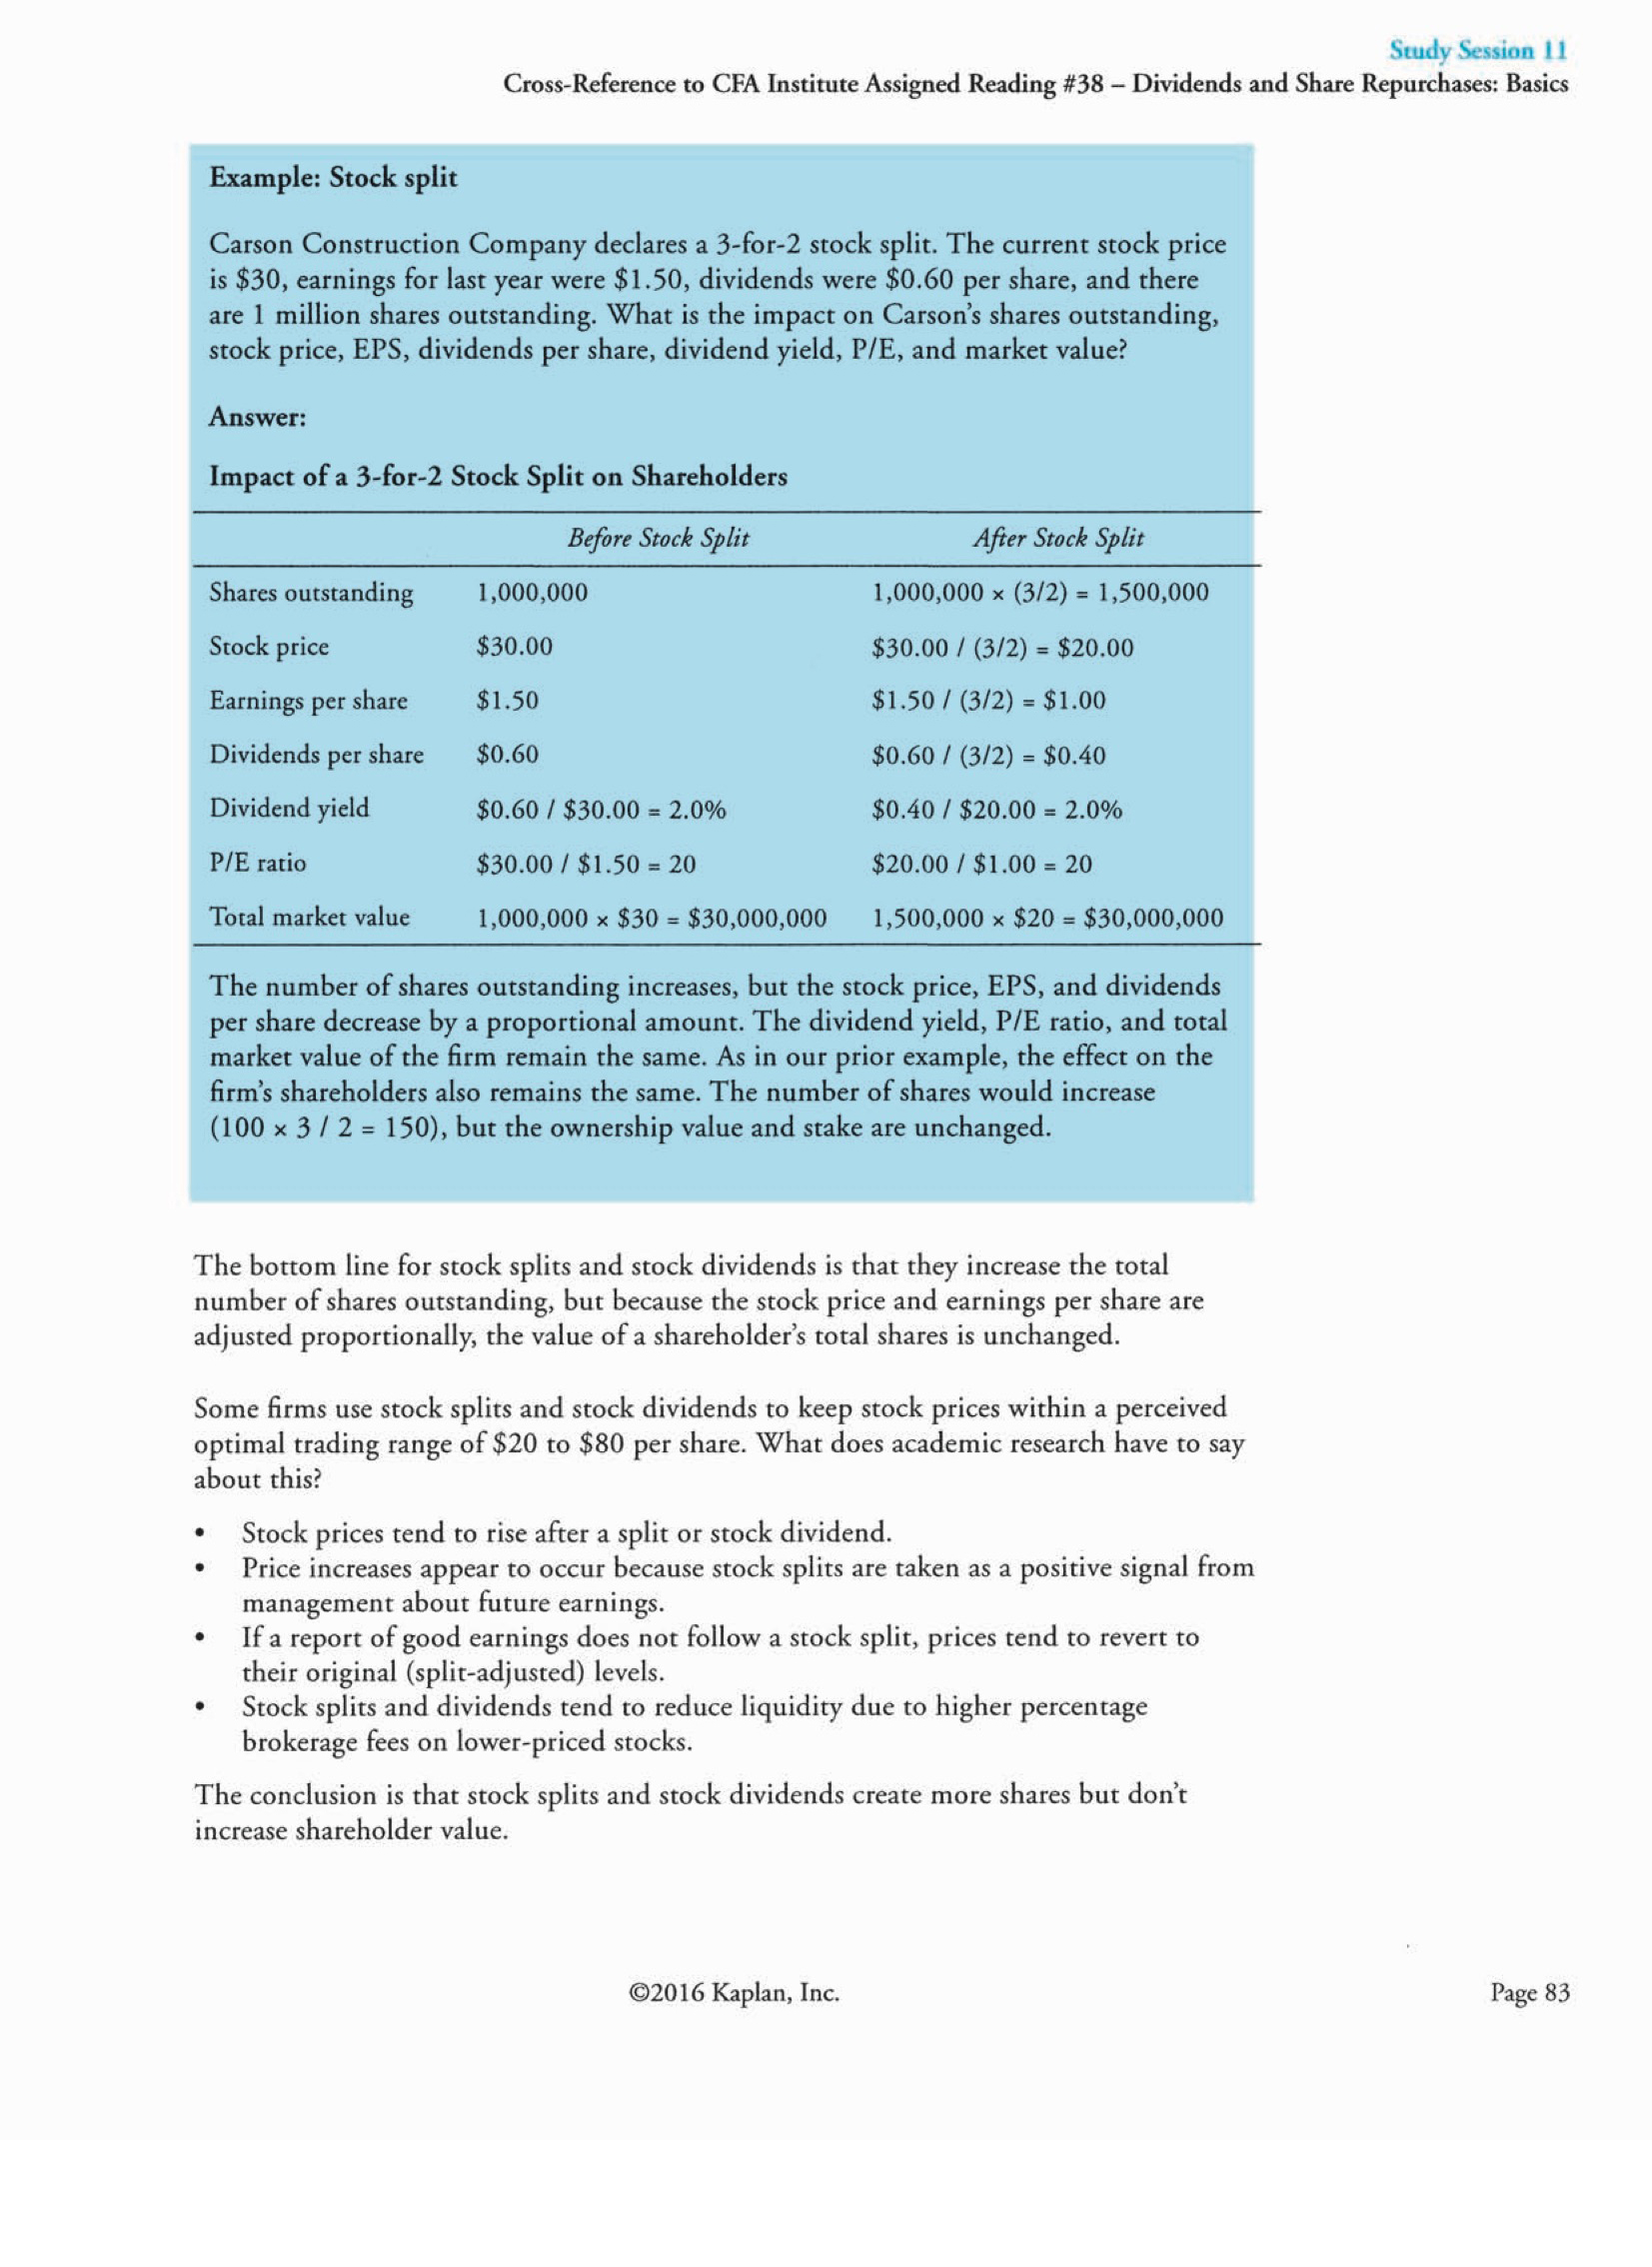 Study Session 11
Cross-Reference to CFA Institute Assigned Reading #38 – Dividends and Share Repurchases: Basics
Example: Stock split
Carson Construction Company declares a 3-for-2 stock split. The current stock price
is $30, earnings for last year were $1.50, dividends were $0.60 per share, and there
are 1 million shares outstanding. What is the impact on Carson's shares outstanding,
stock price, EPS, dividends per share, dividend yield, P/E, and market value?
Answer:
Impact of a 3-for-2 Stock Split on Shareholders
Before Stock Split After Stock Split
Shares outstanding 1,000,000 1,000,000 × (3/2) = 1,500,000
Stock price $30.00 $30.00 / (3/2) = $20.00
Earnings per share $1.50 $1.50 / (3/2) = $1.00
Dividends per share $0.60 $0.60 / (3/2) = $0.40
Dividend yield $0.60 / $30.00 = 2.0% $0.40 / $20.00 = 2.0%
P/E ratio $30.00 / $1.50 = 20 $20.00 / $1.00 = 20
Total market value 1,000,000 × $30 = $30,000,000 1,500,000 × $20 = $30,000,000
The number of shares outstanding increases, but the stock price, EPS, and dividends
per share decrease by a proportional amount. The dividend yield, P/E ratio, and total
market value of the firm remain the same. As in our prior example, the effect on the
firm's shareholders also remains the same. The number of shares would increase
(100 × 3 / 2 = 150), but the ownership value and stake are unchanged.
The bottom line for stock splits and stock dividends is that they increase the total
number of shares outstanding, but because the stock price and earnings per share are
adjusted proportionally, the value of a shareholder's total shares is unchanged.
Some firms use stock splits and stock dividends to keep stock prices within a perceived
optimal trading range of $20 to $80 per share. What does academic research have to say
about this?
• Stock prices tend to rise after a split or stock dividend.
• Price increases appear to occur because stock splits are taken as a positive signal from
management about future earnings.
• If a report of good earnings does not follow a stock split, prices tend to revert to
their original (split-adjusted) levels.
• Stock splits and dividends tend to reduce liquidity due to higher percentage
brokerage fees on lower-priced stocks.
The conclusion is that stock splits and stock dividends create more shares but don't
increase shareholder value.
©2016 Kaplan, Inc.
Page 83